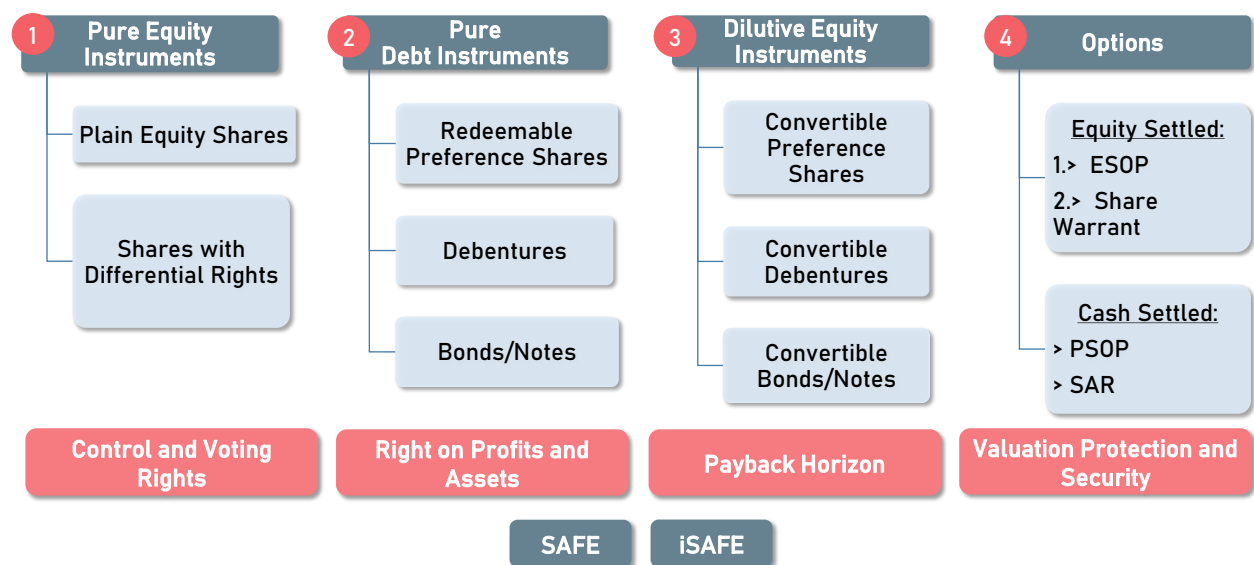 1
Pure Equity
Instruments
Plain Equity Shares
Shares with
Differential Rights
2
Pure
Debt Instruments
Redeemable
Preference Shares
Debentures
Bonds/Notes
3
Dilutive Equity
Instruments
Convertible
Preference
Shares
Convertible
Debentures
Convertible
Bonds/Notes
4
Options
Equity Settled:
1.> ESOP
2.> Share
Warrant
Cash Settled:
> PSOP
> SAR
Control and Voting
Rights
Right on Profits and
Assets
Payback Horizon
Valuation Protection and
Security
SAFE
iSAFE